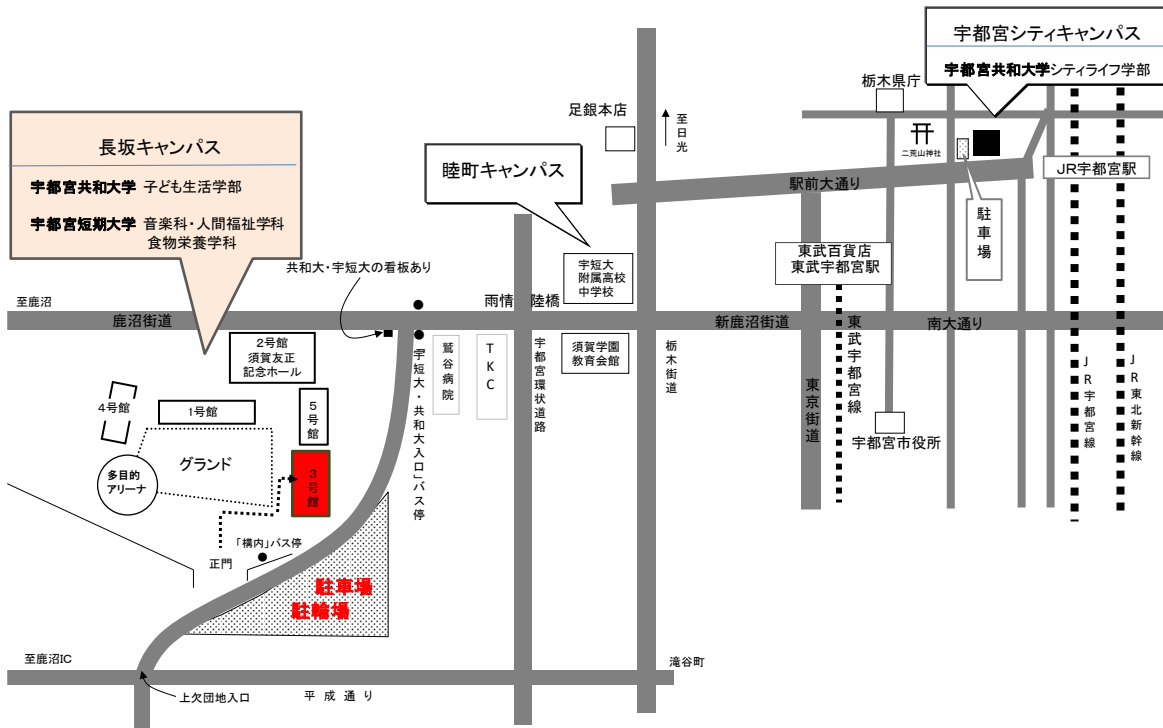 宇都宮シティキャンパス
宇都宮共和大学シティライフ学部
栃木県庁
足銀本店
至日光
二荒山神社
長坂キャンパス
宇都宮共和大学 子ども生活学部
宇都宮短期大学 音楽科・人間福祉学科
食物栄養学科
睦町キャンパス
JR宇都宮駅
駅前大通り
駐車場
東武百貨店
東武宇都宮駅
宇短大
附属高校
中学校
共和大・宇短大の看板あり
至鹿沼
雨情陸橋
鹿沼街道
新鹿沼街道
南大通り
2号館
須賀友正
記念ホール
「宇短大・共和大入口」バス停
鷲谷病院
TKC
宇都宮環状道路
須賀学園
教育会館
栃木街道
東京街道
東武宇都宮線
JR宇都宮線
JR東北新幹線
4号館
1号館
5号館
宇都宮市役所
グランド
多目的
アリーナ
3号館
「構内」バス停
正門
駐車場
駐輪場
至鹿沼IC
滝谷町
上欠団地入口
平成通り